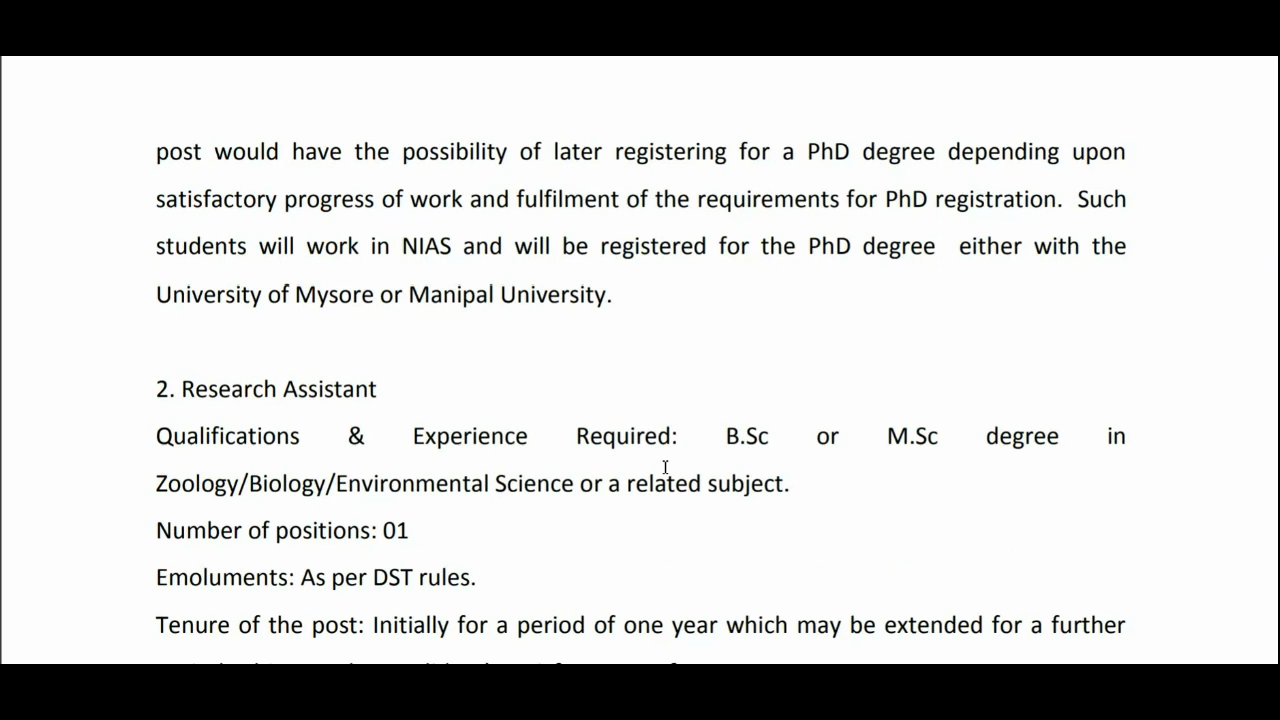 post would have the possibility of later registering for a PhD degree depending upon
satisfactory progress of work and fulfilment of the requirements for PhD registration. Such
students will work in NIAS and will be registered for the PhD degree either with the
University of Mysore or Manipal University.
2. Research Assistant
Qualifications & Experience Required: B.Sc or M.Sc degree in
Zoology/Biology/Environmental Science or a related subject.
Number of positions: 01
Emoluments: As per DST rules.
Tenure of the post: Initially for a period of one year which may be extended for a further